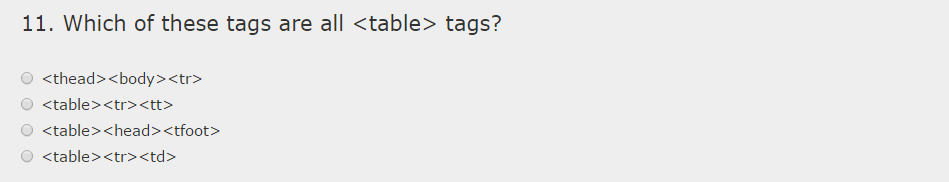 11. Which of these tags are all <table> tags?
<thead><body><tr>
<table><tr><tt>
<table><head><tfoot>
<table><tr><td>